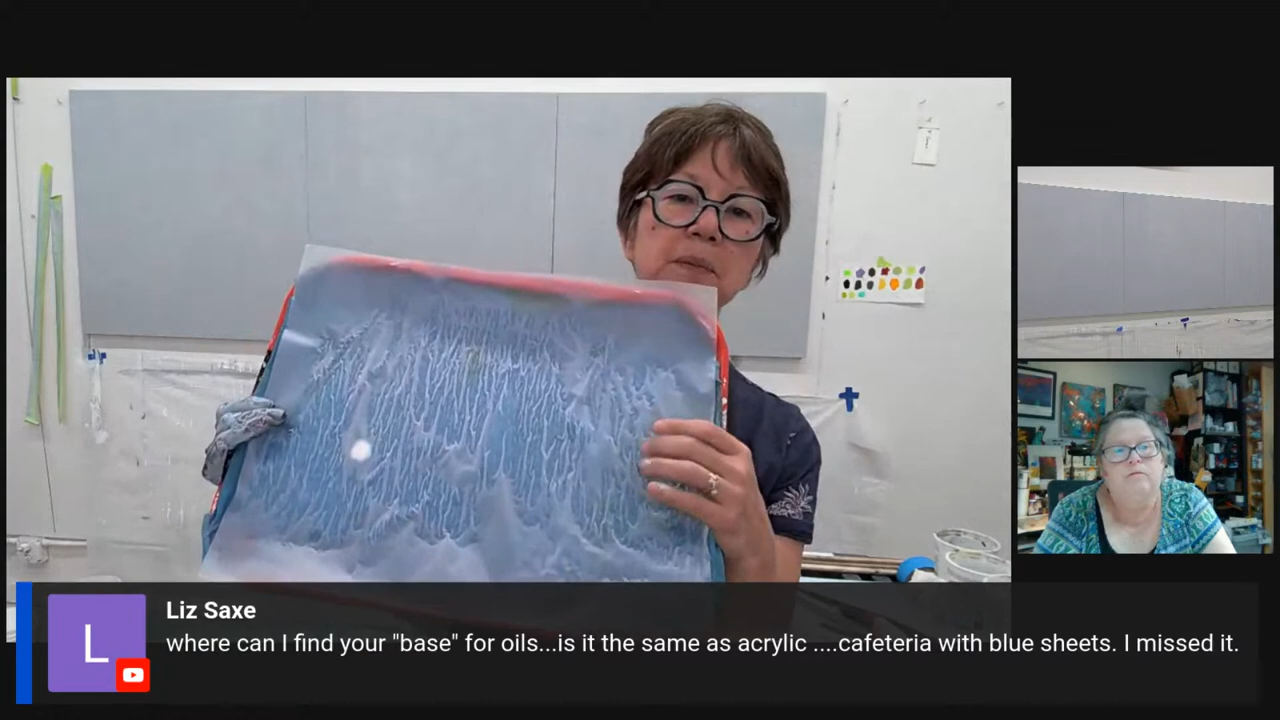 Liz Saxe
L
where can I find your "base" for oils...is it the same as acrylic ....cafeteria with blue sheets. I missed it.